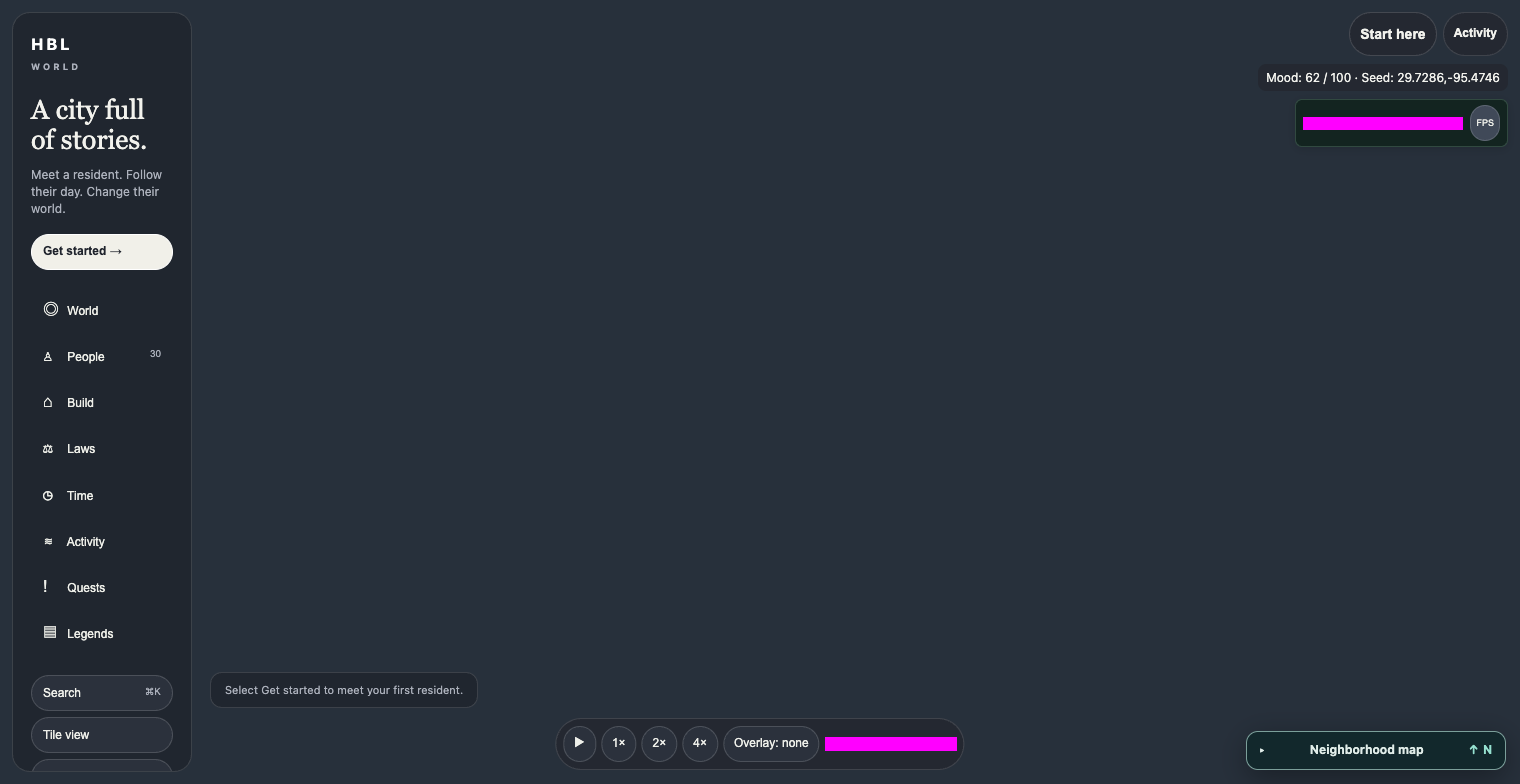 HBL
WORLD
A city full
of stories.
Meet a resident. Follow
their day. Change their
world.
Get started →
World
People 30
Build
Laws
Time
Activity
! Quests
Legends
Search ⌘K
Tile view
Start here
Activity
Mood: 62 / 100 · Seed: 29.7286,-95.4746
FPS
Select Get started to meet your first resident.
1×
2×
4×
Overlay: none
Neighborhood map ↑ N